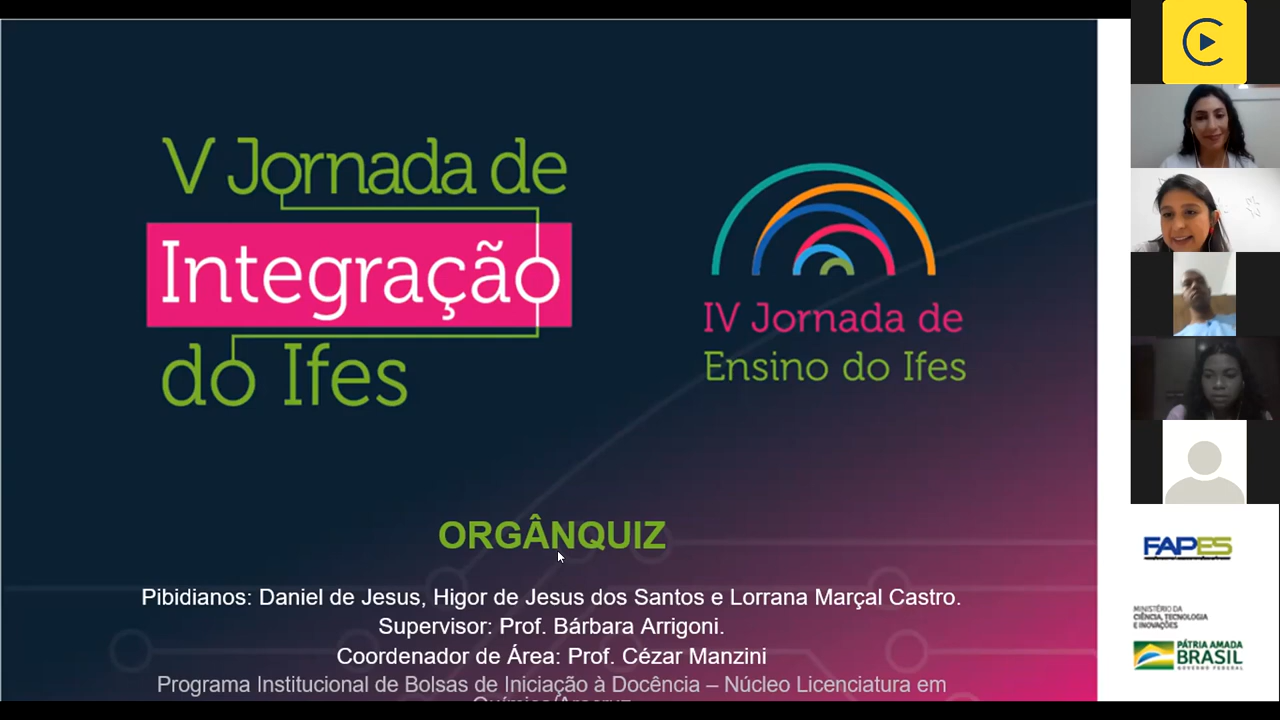 V Jornada de
Integração
do Ifes
IV Jornada de
Ensino do Ifes
ORGÂNQUIZ
Pibidianos: Daniel de Jesus, Higor de Jesus dos Santos e Lorrana Marçal Castro.
Supervisor: Prof. Bárbara Arrigoni.
Coordenador de Área: Prof. Cézar Manzini
Programa Institucional de Bolsas de Iniciação à Docência – Núcleo Licenciatura em
FAPES
MINISTÉRIO DA
CIÊNCIA, TECNOLOGIA
E INOVAÇÕES
PÁTRIA AMADA
BRASIL
GOVERNO FEDERAL